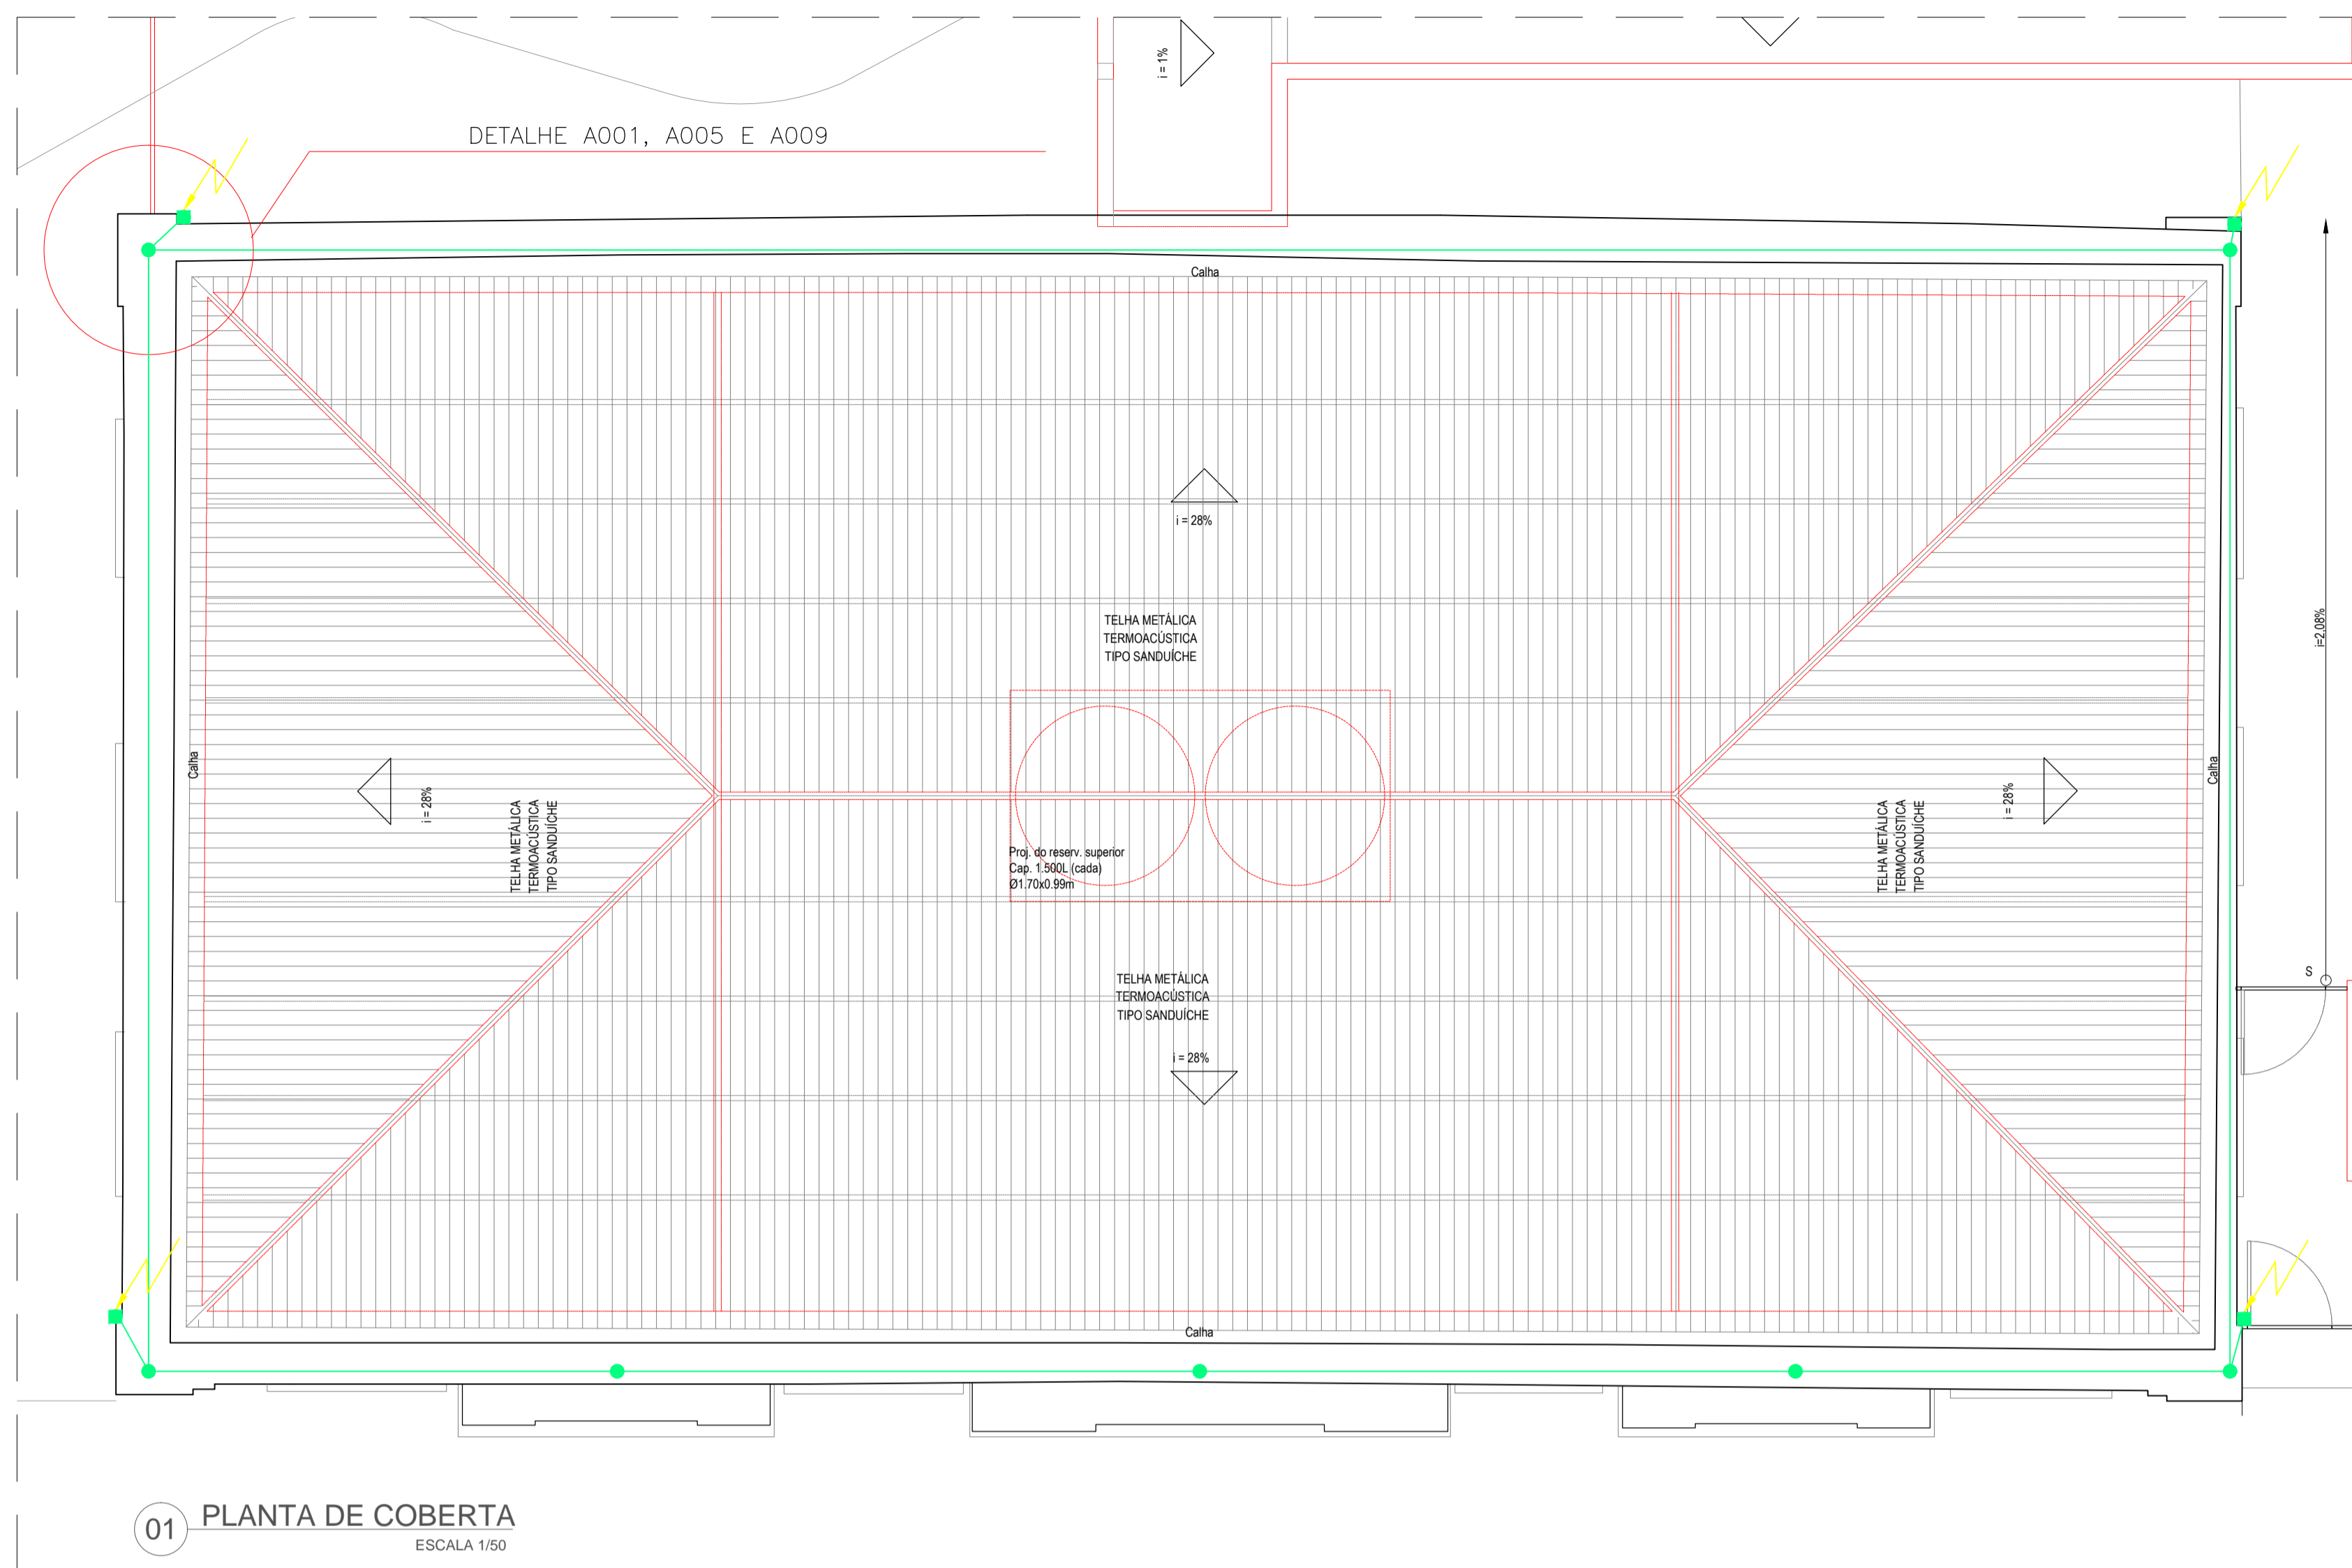 i = 1%
DETALHE A001, A005 E A009
Calha
i = 28%
TELHA METÁLICA
TERMOACÚSTICA
TIPO SANDUÍCHE
i=2,08%
Calha
i = 28%
TELHA METÁLICA
TERMOACÚSTICA
TIPO SANDUÍCHE
Proj. do reserv. superior
Cap. 1.500L (cada)
Ø1.70x0.99m
TELHA METÁLICA
TERMOACÚSTICA
TIPO SANDUÍCHE
i = 28%
Calha
TELHA METÁLICA
TERMOACÚSTICA
TIPO SANDUÍCHE
i = 28%
S
Calha
01
PLANTA DE COBERTA
ESCALA 1/50